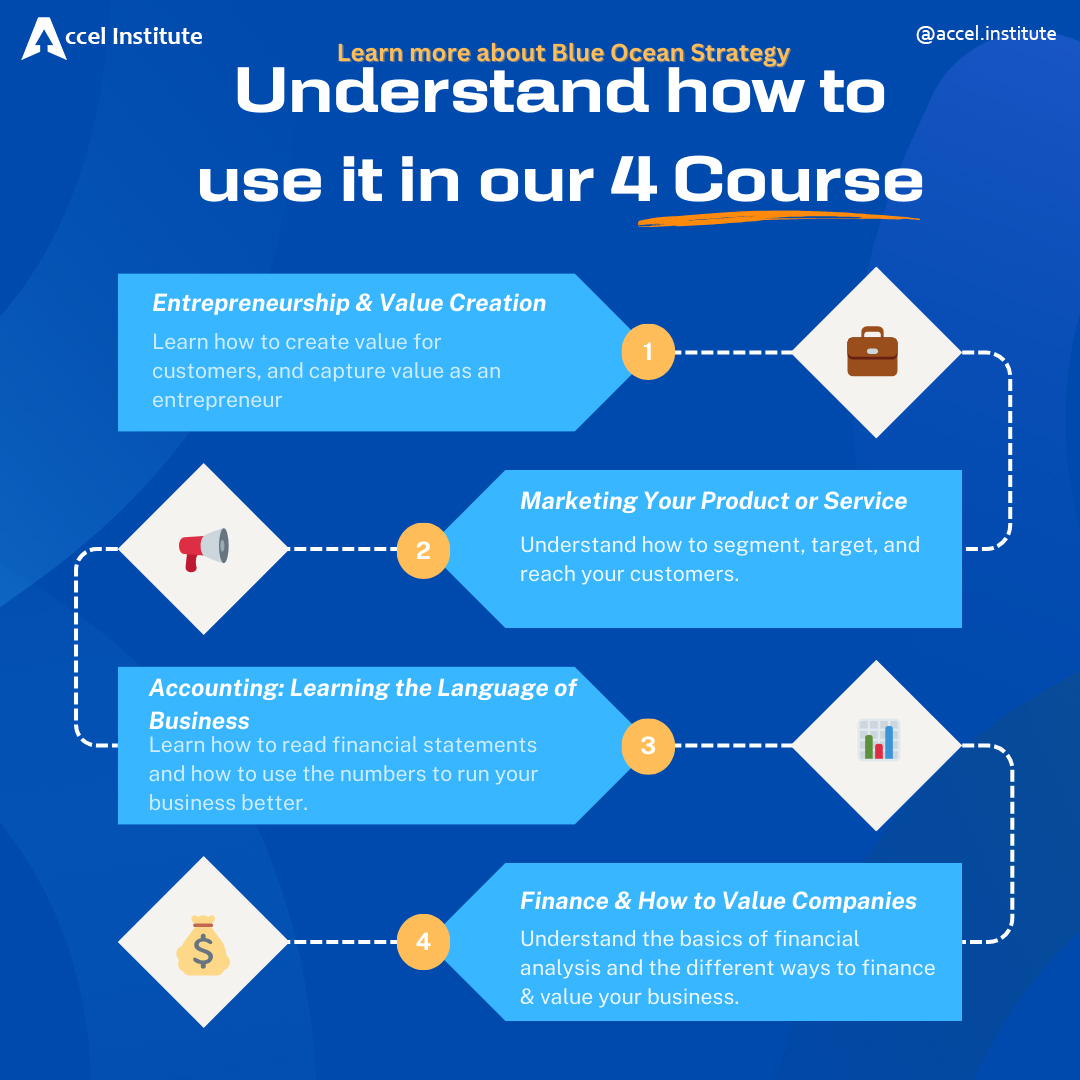 Accel Institute
@accel.institute
Learn more about Blue Ocean Strategy
Understand how to
use it in our 4 Course
Entrepreneurship & Value Creation
Learn how to create value for
customers, and capture value as an
entrepreneur
1
Marketing Your Product or Service
Understand how to segment, target, and
reach your customers.
2
Accounting: Learning the Language of
Business
Learn how to read financial statements
and how to use the numbers to run your
business better.
3
Finance & How to Value Companies
Understand the basics of financial
analysis and the different ways to finance
& value your business.
4
$